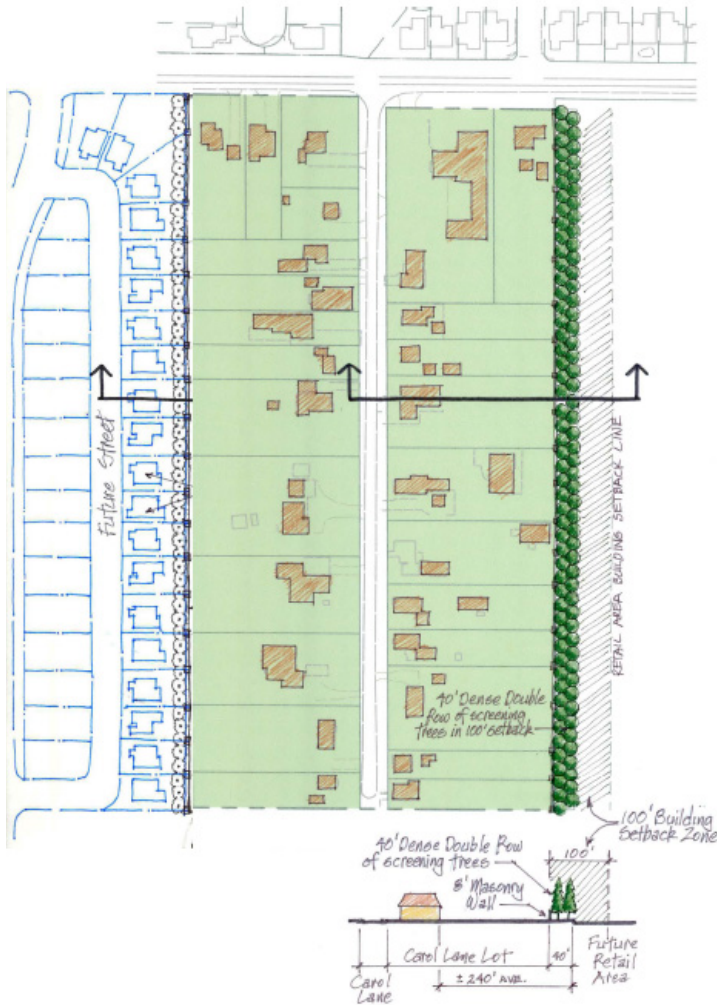 Future Street
RETAIL AREA BUILDING SETBACK LINE
40' Dense Double
Row of screening
trees in 100' setback
100' Building
Setback Zone
40' Dense Double Row
of screening trees
100'
8' Masonry
Wall
Carol Lane Lot
40'
Future
Retail
Area
Carol
Lane
± 240' AVE.